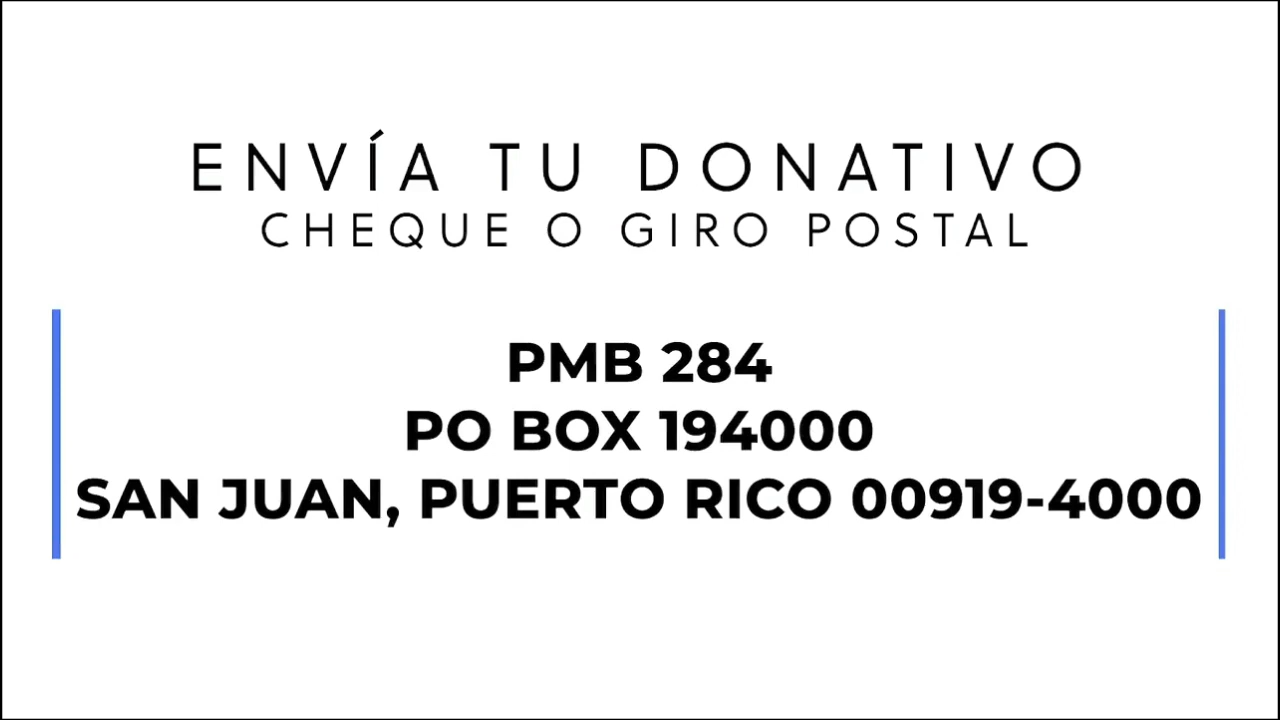 ENVÍA TU DONATIVO
CHEQUE O GIRO POSTAL
PMB 284
PO BOX 194000
SAN JUAN, PUERTO RICO 00919-4000